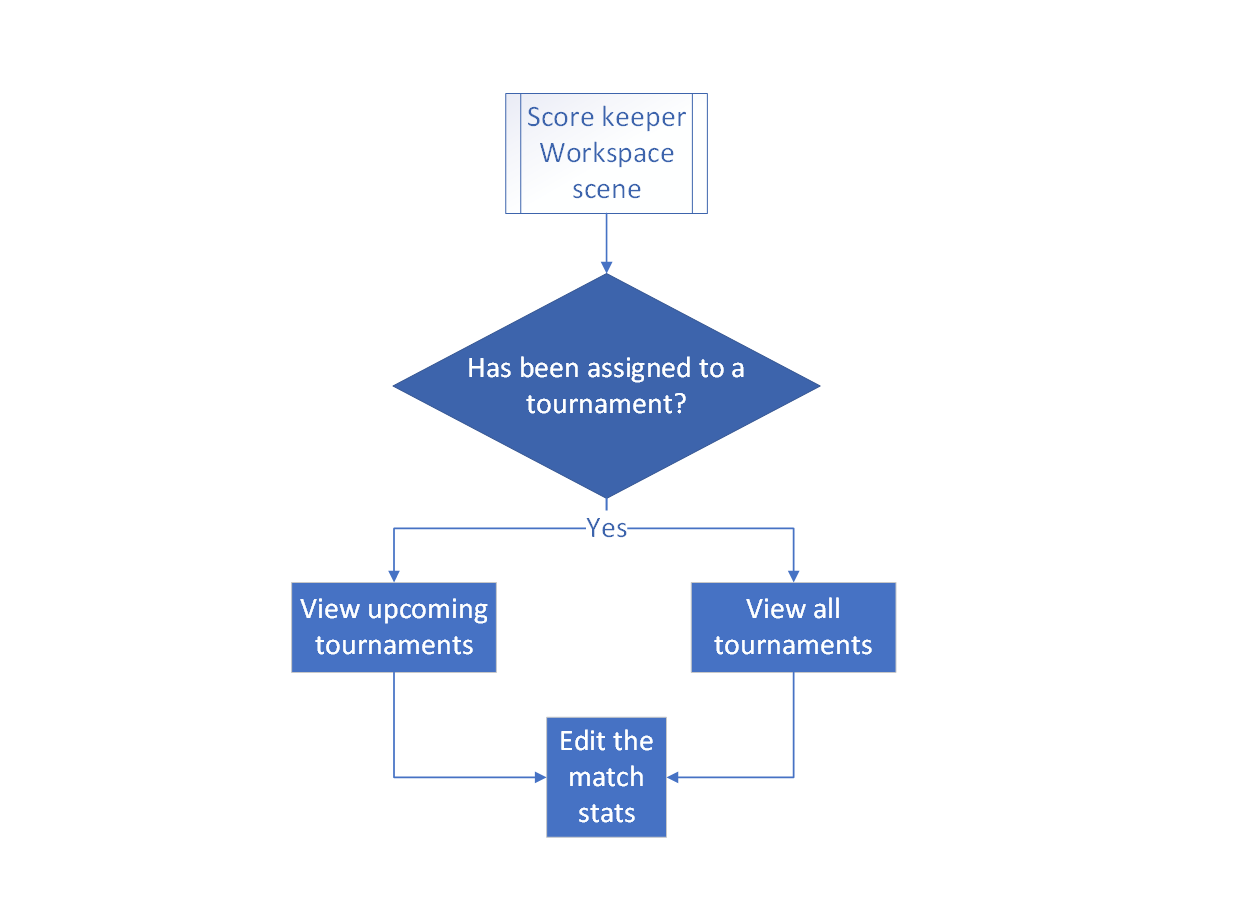 Score keeper
Workspace
scene
Has been assigned to a
tournament?
Yes
View upcoming
tournaments
View all
tournaments
Edit the
match
stats